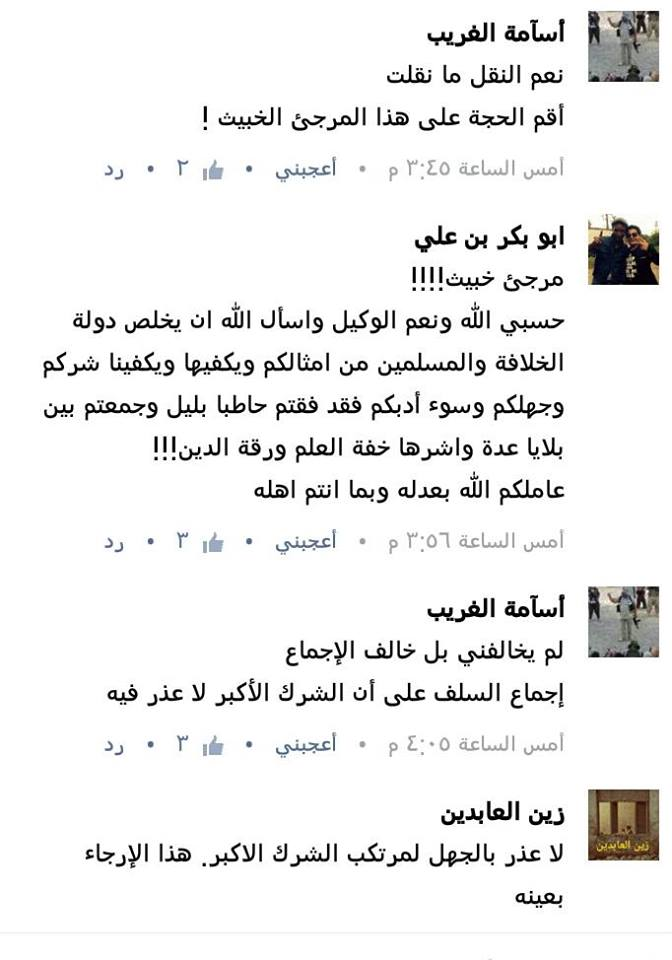 أسآمة الغريب
نعم النقل ما نقلت
أقم الحجة على هذا المرجئ الخبيث !
أمس الساعة ٣:٤٥ م • أعجبني • ٢ • رد
ابو بكر بن علي
مرجئ خبيث!!!!
حسبي الله ونعم الوكيل واسأل الله ان يخلص دولة
الخلافة والمسلمين من امثالكم ويكفيها ويكفينا شركم
وجهلكم وسوء أدبكم فقد فقتم حاطبا بليل وجمعتم بين
بلايا عدة واشرها خفة العلم ورقة الدين!!!
عاملكم الله بعدله وبما انتم اهله
أمس الساعة ٣:٥٦ م • أعجبني • ٣ • رد
أسآمة الغريب
لم يخالفني بل خالف الإجماع
إجماع السلف على أن الشرك الأكبر لا عذر فيه
أمس الساعة ٤:٠٥ م • أعجبني • ٣ • رد
زين العابدين
زين العابدين
لا عذر بالجهل لمرتكب الشرك الاكبر. هذا الإرجاء
بعينه